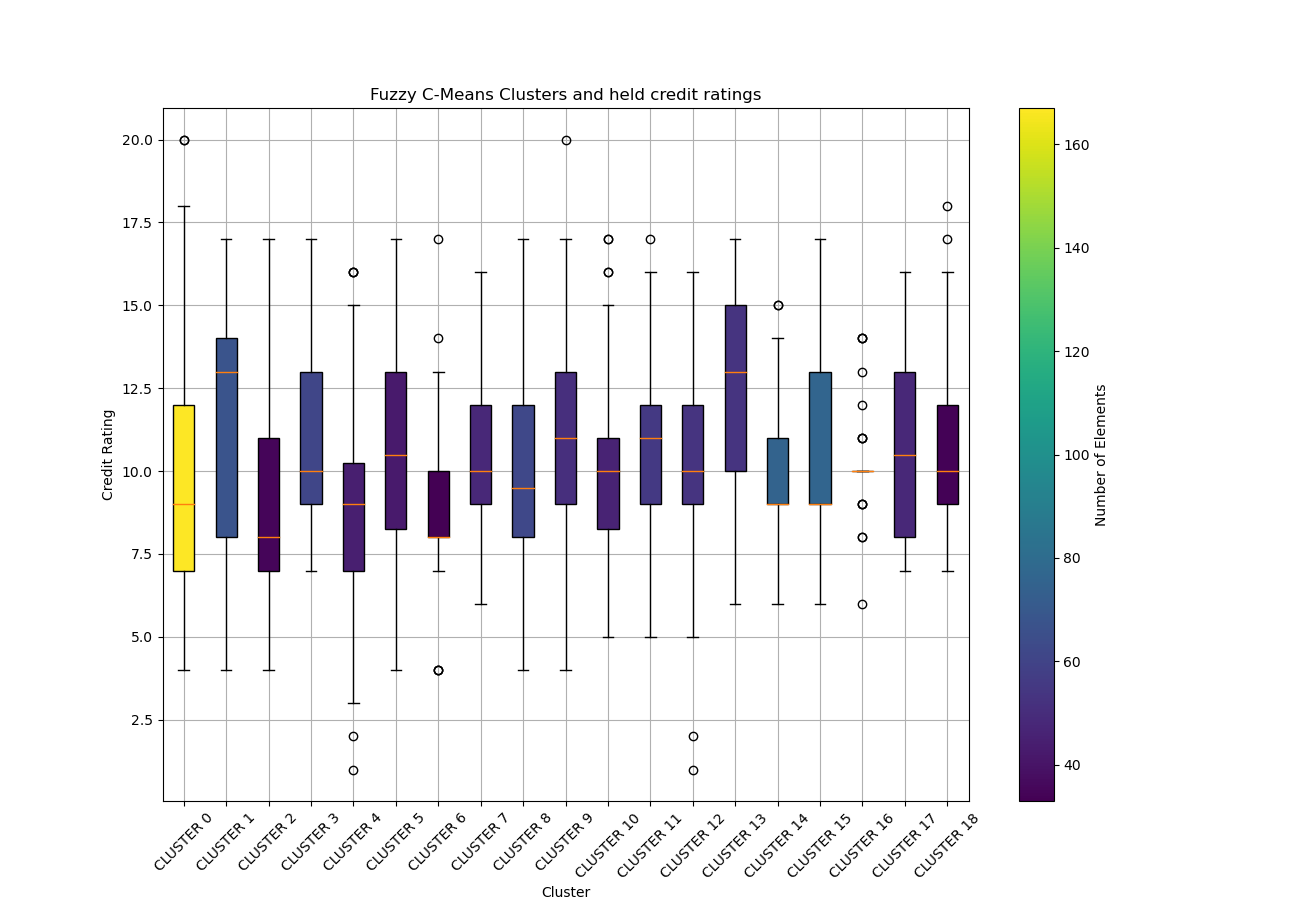 Fuzzy C-Means Clusters and held credit ratings
20.0
17.5
15.0
12.5
10.0
7.5
5.0
2.5
Credit Rating
CLUSTER 0
CLUSTER 1
CLUSTER 2
CLUSTER 3
CLUSTER 4
CLUSTER 5
CLUSTER 6
CLUSTER 7
CLUSTER 8
CLUSTER 9
CLUSTER 10
CLUSTER 11
CLUSTER 12
CLUSTER 13
CLUSTER 14
CLUSTER 15
CLUSTER 16
CLUSTER 17
CLUSTER 18
Cluster
160
140
120
100
80
60
40
Number of Elements